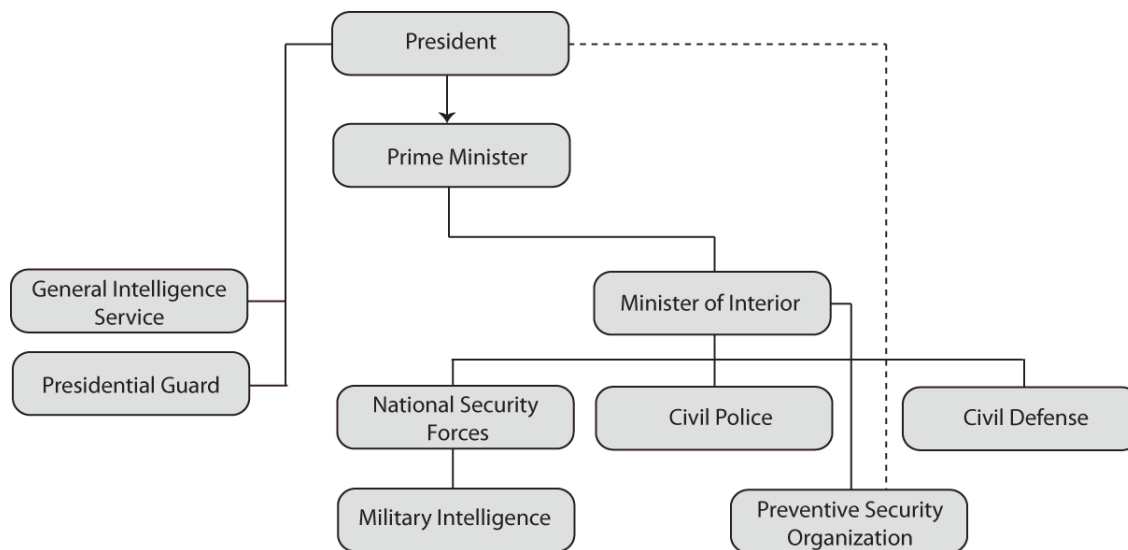 President
Prime Minister
General Intelligence
Service
Minister of Interior
Presidential Guard
National Security
Forces
Civil Police
Civil Defense
Military Intelligence
Preventive Security
Organization